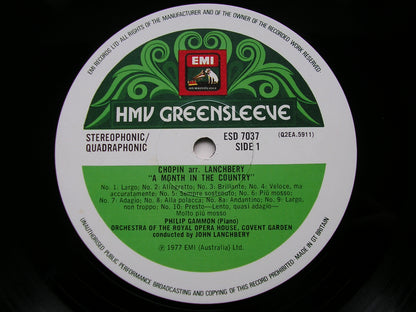 EMI RECORDS LTD ALL RIGHTS OF THE MANUFACTURER AND OF THE OWNER OF THE RECORDED WORK RESERVED
EMI
HMV GREENSLEEVE
STEREOPHONIC/
QUADRAPHONIC
ESD 7037
SIDE 1
(Q2EA.5911)
CHOPIN arr. LANCHBERY
"A MONTH IN THE COUNTRY"
No. 1: Largo; No. 2: Allegretto; No. 3: Brillante; No. 4: Veloce, ma
accuratamente; No. 5: Sempre sostenuto; No. 6: Più mosso;
No. 7: Adagio; No. 8: Alla polacca; No. 8a: Andantino; No. 9: Largo,
non troppo; No. 10: Presto—Lento, quasi adagio—
Molto più mosso
PHILIP GAMMON (Piano)
ORCHESTRA OF THE ROYAL OPERA HOUSE, COVENT GARDEN
conducted by JOHN LANCHBERY
℗ 1977 EMI (Australia) Ltd.
UNAUTHORISED PUBLIC PERFORMANCE BROADCASTING AND COPYING OF THIS RECORD PROHIBITED. MADE IN GT BRITAIN